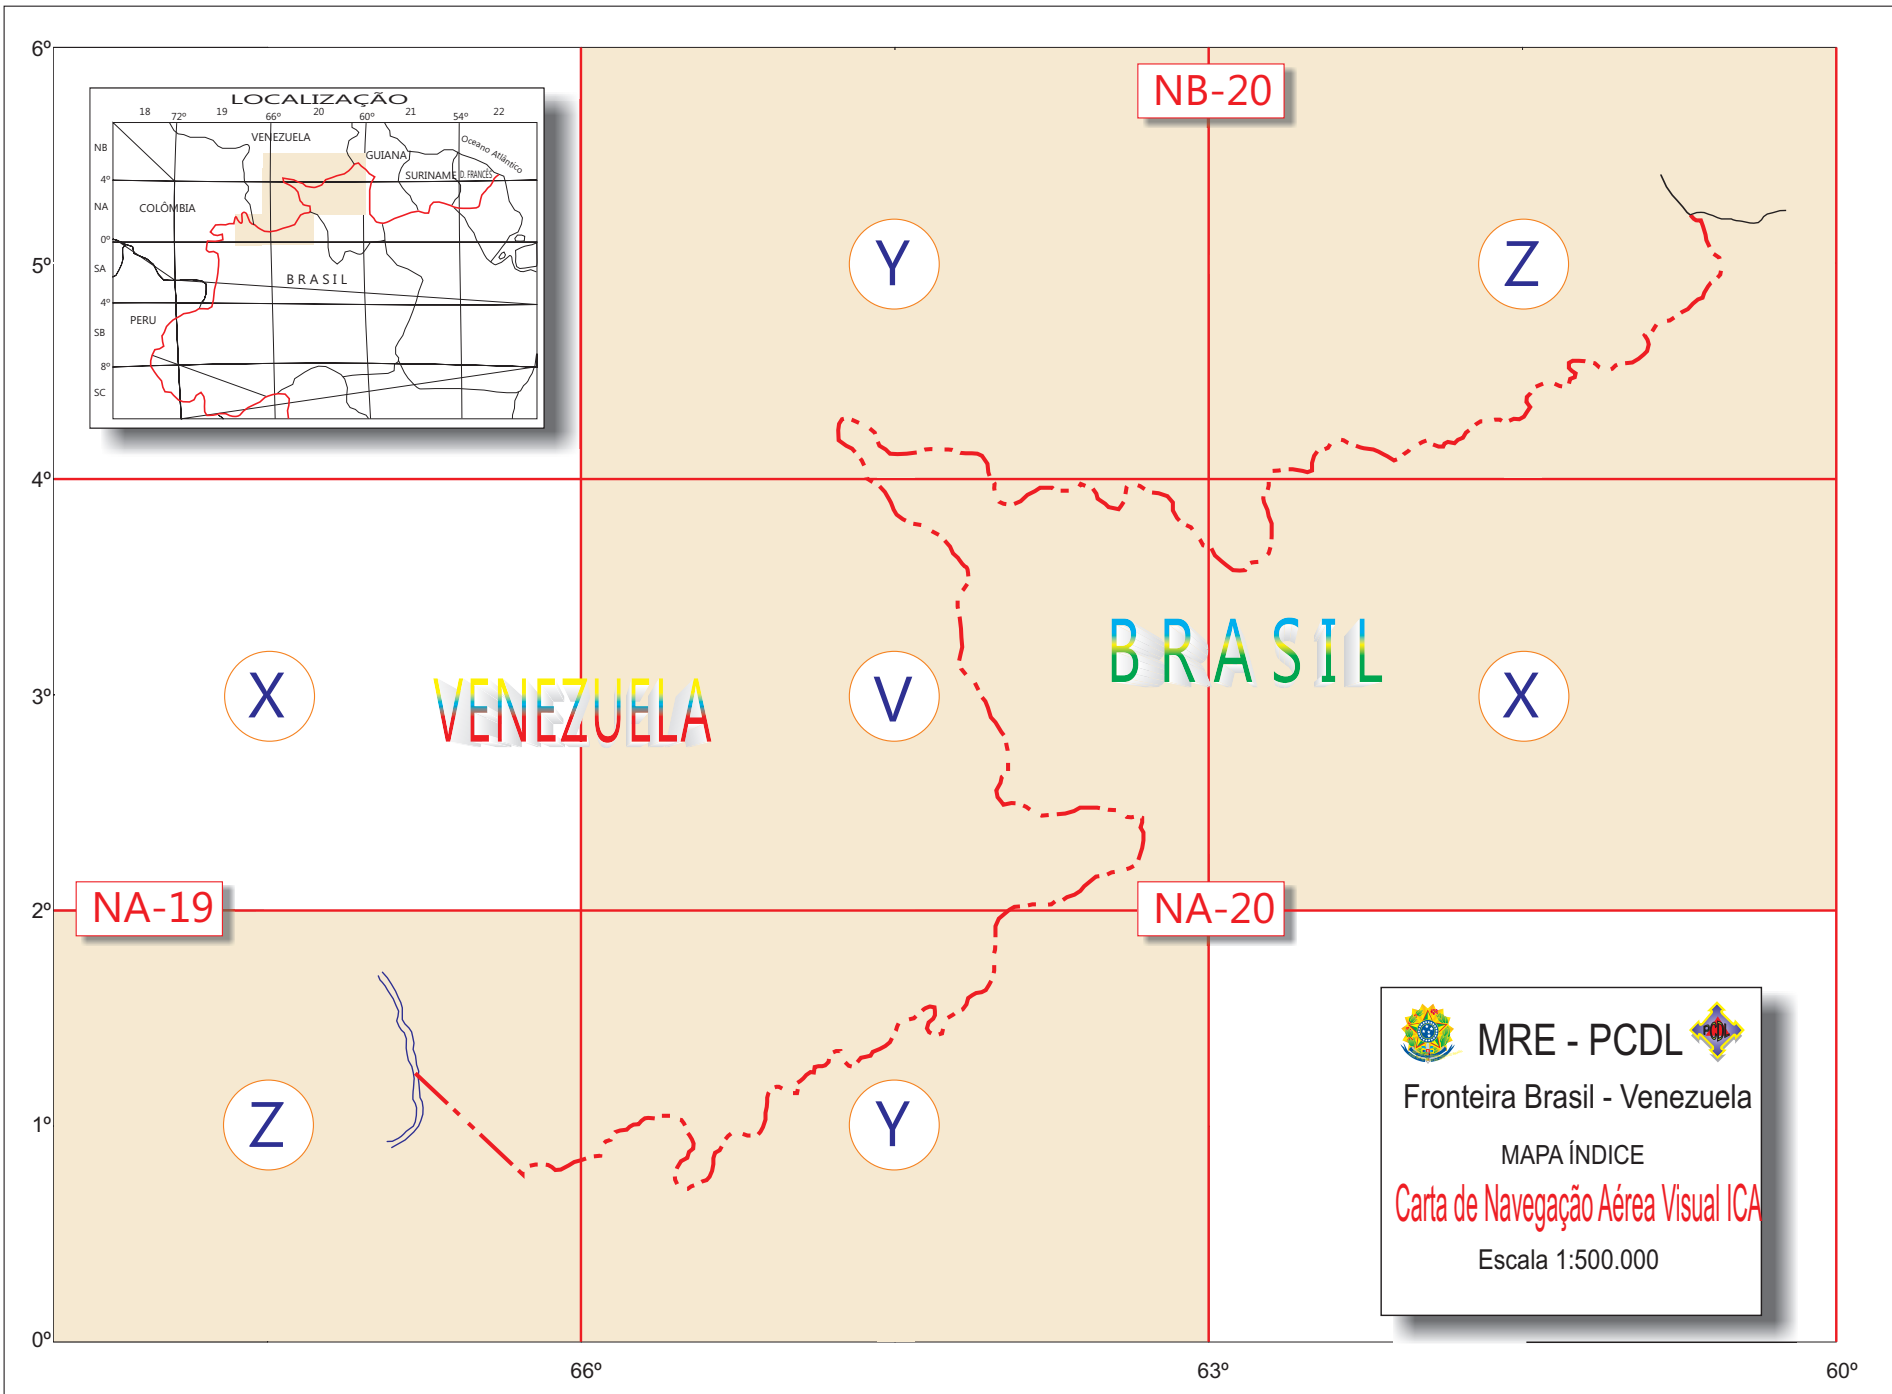 6º
NB-20
LOCALIZAÇÃO
18 19 20 21 22
72º 66º 60º 54º
VENEZUELA
Oceano Atlântico
NB
GUIANA
4º
SURINAME D. FRANCÊS
NA
COLÔMBIA
0º
SA
BRASIL
4º
PERU
SB
8º
SC
Y
Z
5º
4º
BRASIL
X
VENEZUELA
V
X
3º
2º
NA-19
NA-20
PCDL
MRE - PCDL
Fronteira Brasil - Venezuela
MAPA ÍNDICE
Carta de Navegação Aérea Visual ICA
Escala 1:500.000
Z
Y
1º
0º
66º
63º
60º